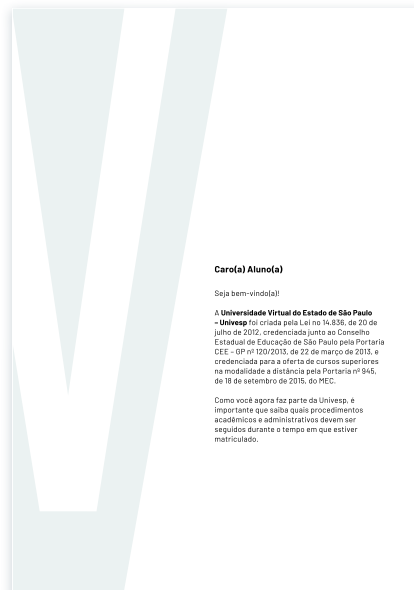 Caro(a) Aluno(a)
Seja bem-vindo(a)!
A Universidade Virtual do Estado de São Paulo
– Univesp foi criada pela Lei no 14.836, de 20 de
julho de 2012, credenciada junto ao Conselho
Estadual de Educação de São Paulo pela Portaria
CEE – GP nº 120/2013, de 22 de março de 2013, e
credenciada para a oferta de cursos superiores
na modalidade a distância pela Portaria nº 945,
de 18 de setembro de 2015, do MEC.
Como você agora faz parte da Univesp, é
importante que saiba quais procedimentos
acadêmicos e administrativos devem ser
seguidos durante o tempo em que estiver
matriculado.